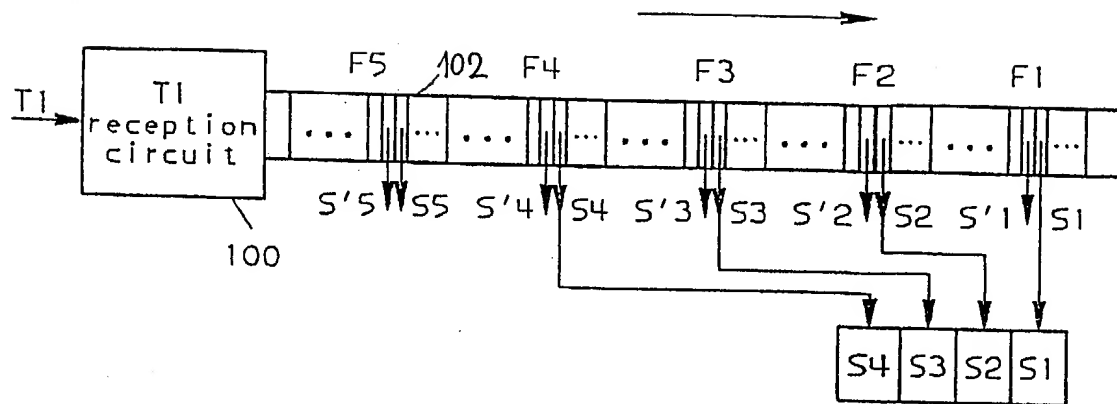 F5 102 F4 F3 F2 F1
T1
T1
reception
circuit
... ... ... ... ... ... ... ... ... ...
S'5 S5 S'4 S4 S'3 S3 S'2 S2 S'1 S1
100
S4 S3 S2 S1